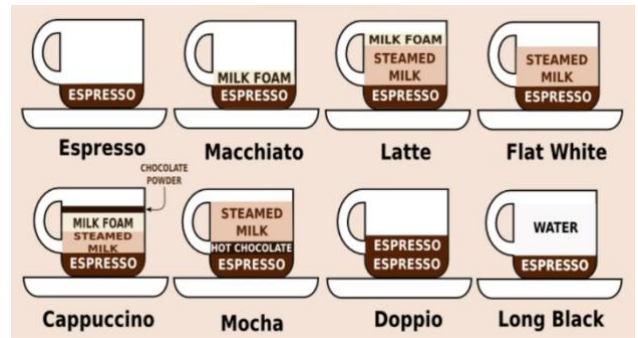 ESPRESSO
Espresso
MILK FOAM
ESPRESSO
Macchiato
MILK FOAM
STEAMED
MILK
ESPRESSO
Latte
STEAMED
MILK
ESPRESSO
Flat White
CHOCOLATE
POWDER
MILK FOAM
STEAMED
MILK
ESPRESSO
Cappuccino
STEAMED
MILK
HOT CHOCOLATE
ESPRESSO
Mocha
ESPRESSO
ESPRESSO
Doppio
WATER
ESPRESSO
Long Black